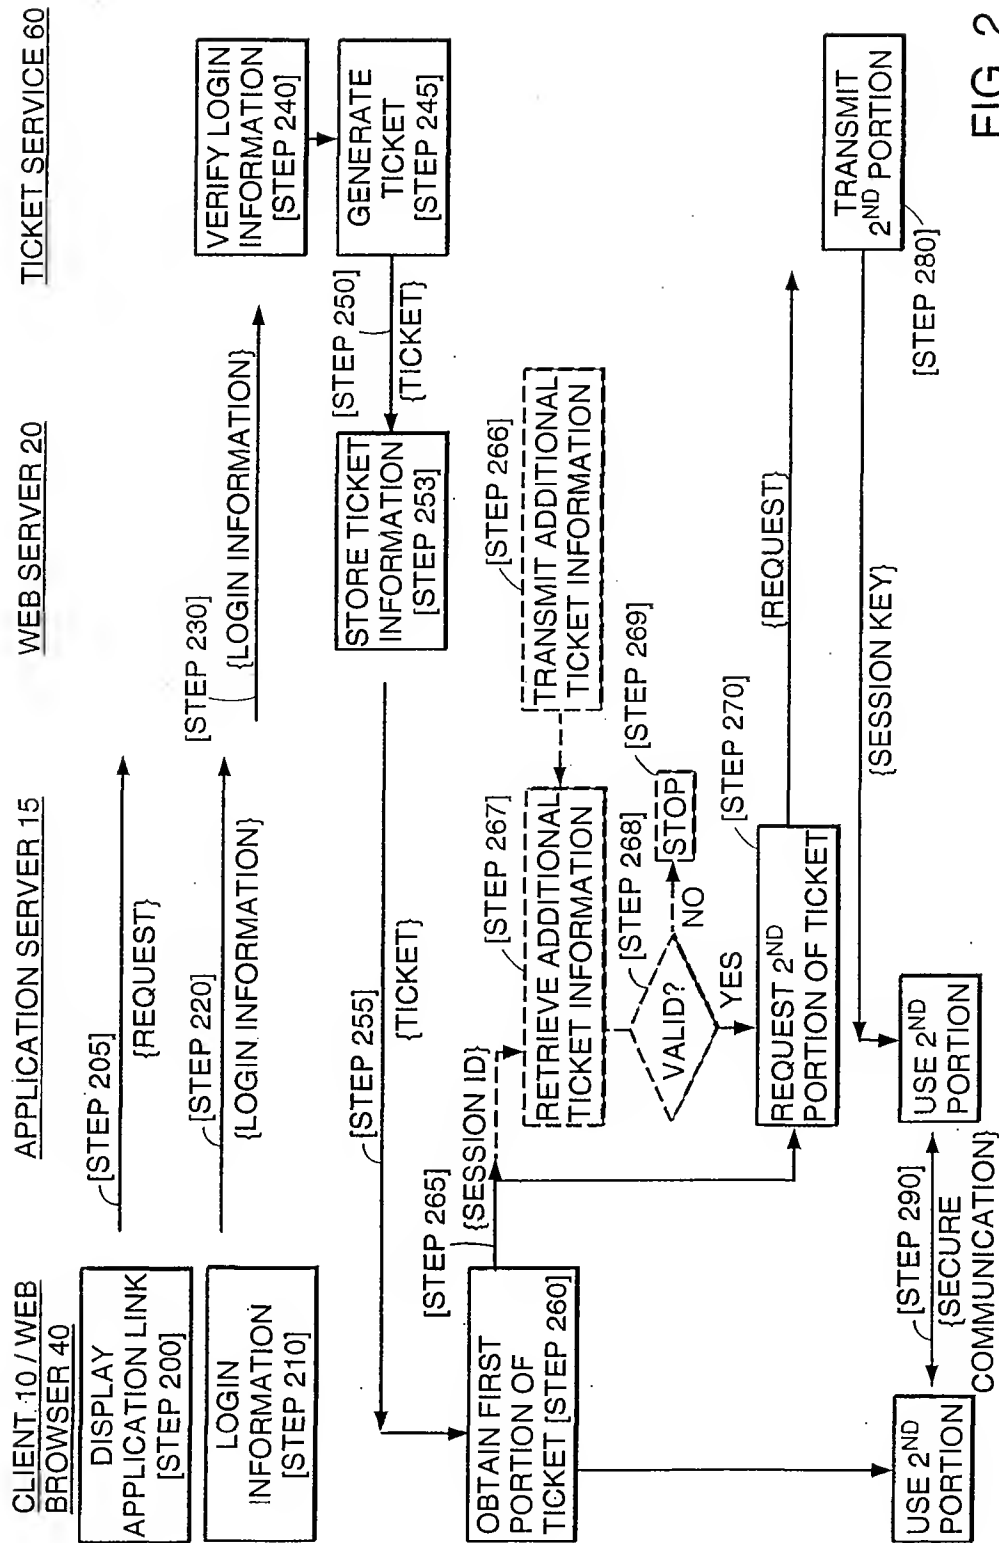 CLIENT 10 / WEB
BROWSER 40
APPLICATION SERVER 15
WEB SERVER 20
TICKET SERVICE 60
DISPLAY
APPLICATION LINK
[STEP 200]
[STEP 205]
{REQUEST}
LOGIN
INFORMATION
[STEP 210]
[STEP 220]
{LOGIN INFORMATION}
[STEP 230]
{LOGIN INFORMATION}
VERIFY LOGIN
INFORMATION
[STEP 240]
GENERATE
TICKET
[STEP 245]
[STEP 250]
{TICKET}
STORE TICKET
INFORMATION
[STEP 253]
[STEP 255]
{TICKET}
OBTAIN FIRST
PORTION OF
TICKET [STEP 260]
[STEP 265]
{SESSION ID}
[STEP 266]
TRANSMIT ADDITIONAL
TICKET INFORMATION
[STEP 267]
RETRIEVE ADDITIONAL
TICKET INFORMATION
[STEP 268]
VALID?
NO
[STEP 269]
STOP
YES
[STEP 270]
REQUEST 2ND
PORTION OF TICKET
{REQUEST}
TRANSMIT
2ND PORTION
[STEP 280]
{SESSION KEY}
USE 2ND
PORTION
[STEP 290]
{SECURE
COMMUNICATION}
USE 2ND
PORTION
FIG. 2